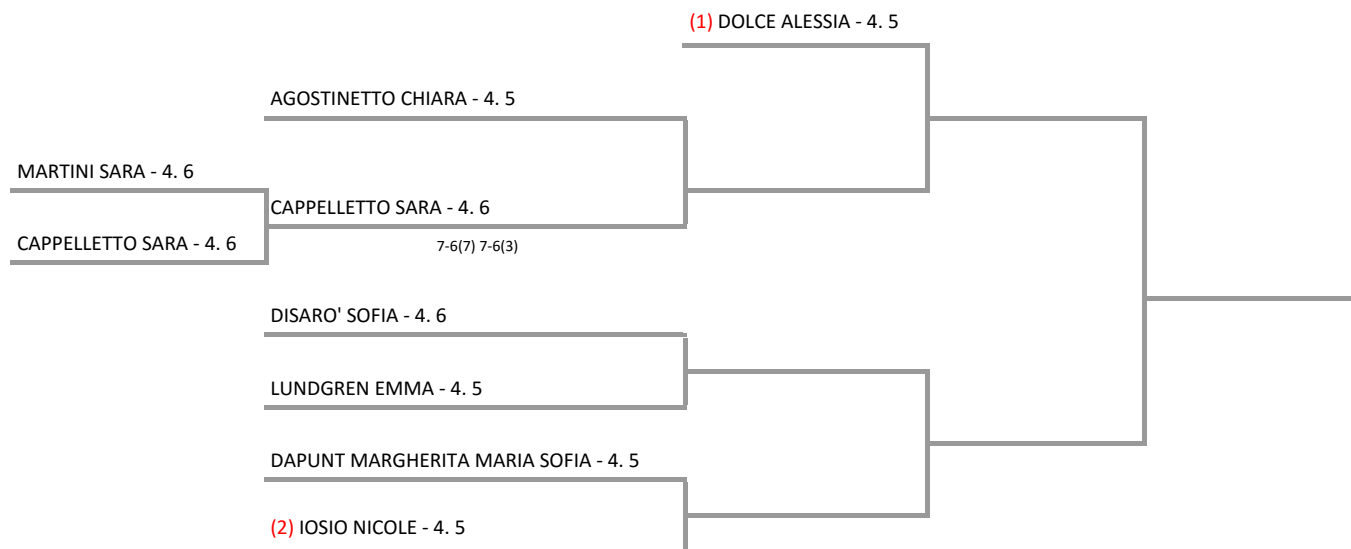 (1) DOLCE ALESSIA - 4. 5
AGOSTINETTO CHIARA - 4. 5
MARTINI SARA - 4. 6
CAPPELLETTO SARA - 4. 6
CAPPELLETTO SARA - 4. 6
7-6(7) 7-6(3)
DISARO' SOFIA - 4. 6
LUNDGREN EMMA - 4. 5
DAPUNT MARGHERITA MARIA SOFIA - 4. 5
(2) IOSIO NICOLE - 4. 5